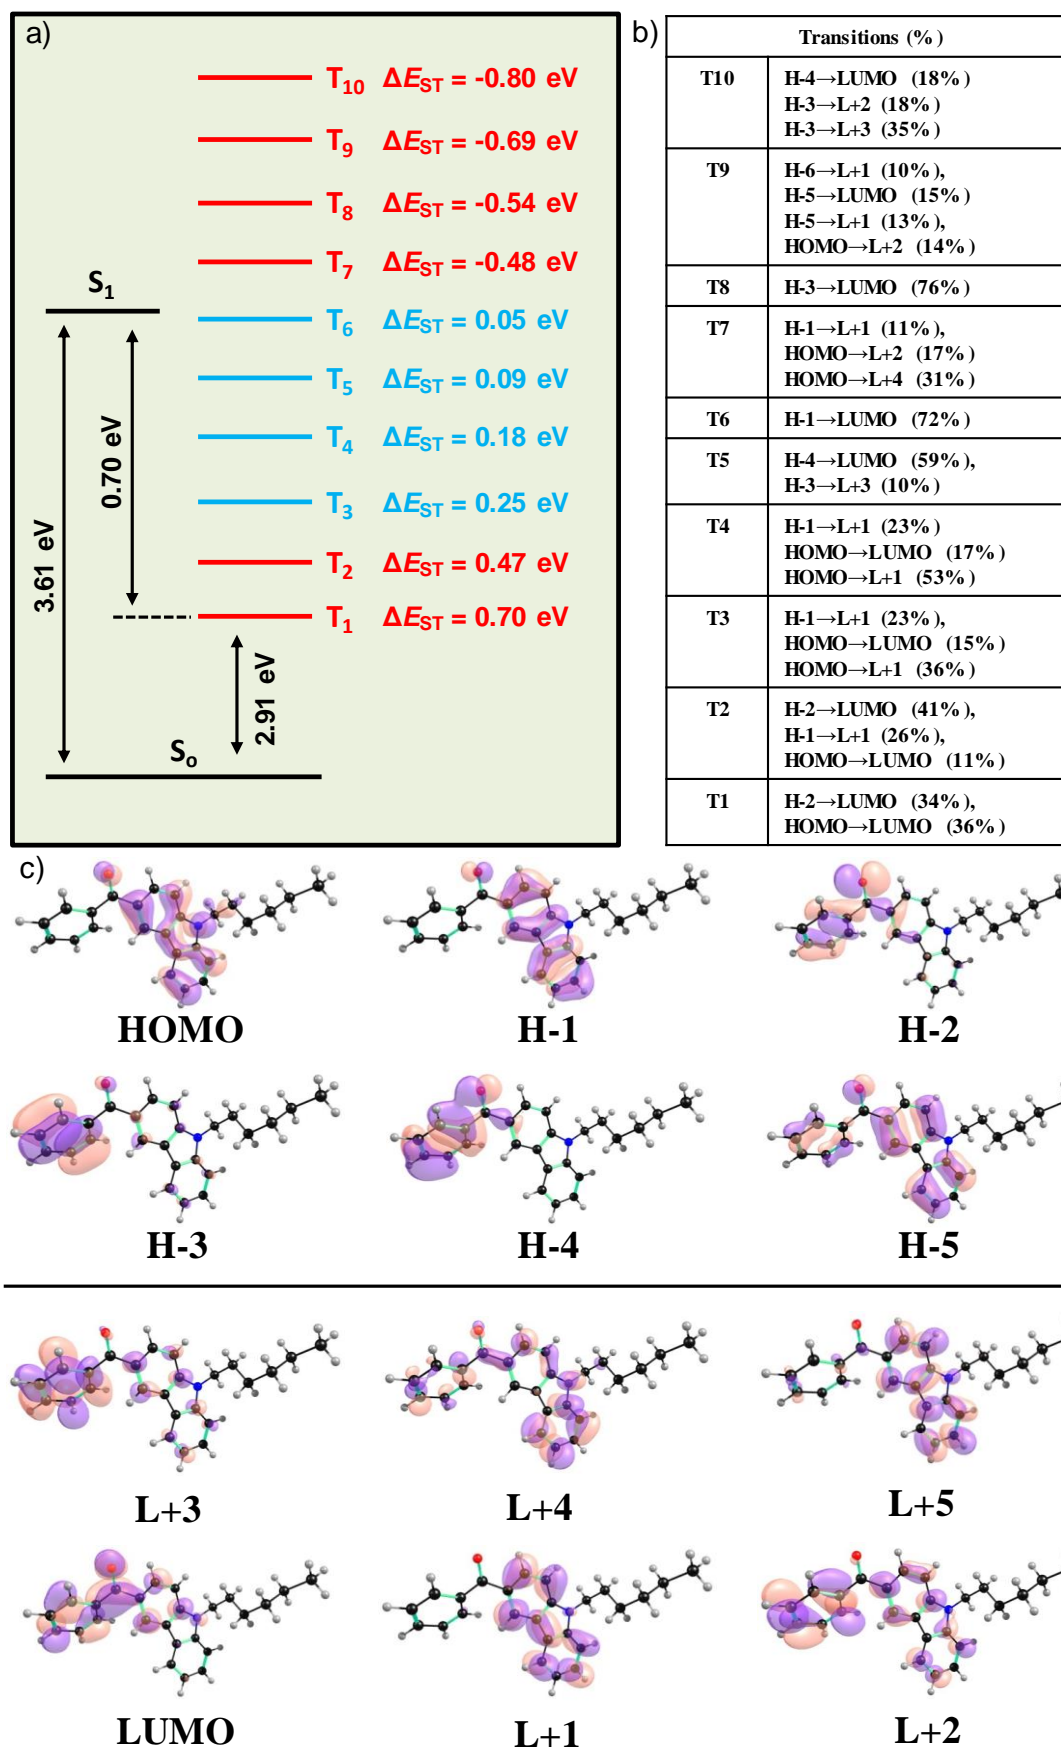 a)
T10 ΔEST = -0.80 eV
T9 ΔEST = -0.69 eV
T8 ΔEST = -0.54 eV
T7 ΔEST = -0.48 eV
S1
T6 ΔEST = 0.05 eV
T5 ΔEST = 0.09 eV
T4 ΔEST = 0.18 eV
T3 ΔEST = 0.25 eV
T2 ΔEST = 0.47 eV
T1 ΔEST = 0.70 eV
0.70 eV
3.61 eV
2.91 eV
So
b)
Transitions (%)
T10
H-4→LUMO (18%)
H-3→L+2 (18%)
H-3→L+3 (35%)
T9
H-6→L+1 (10%),
H-5→LUMO (15%)
H-5→L+1 (13%),
HOMO→L+2 (14%)
T8
H-3→LUMO (76%)
T7
H-1→L+1 (11%),
HOMO→L+2 (17%)
HOMO→L+4 (31%)
T6
H-1→LUMO (72%)
T5
H-4→LUMO (59%),
H-3→L+3 (10%)
T4
H-1→L+1 (23%)
HOMO→LUMO (17%)
HOMO→L+1 (53%)
T3
H-1→L+1 (23%),
HOMO→LUMO (15%)
HOMO→L+1 (36%)
T2
H-2→LUMO (41%),
H-1→L+1 (26%),
HOMO→LUMO (11%)
T1
H-2→LUMO (34%),
HOMO→LUMO (36%)
c)
HOMO
H-1
H-2
H-3
H-4
H-5
L+3
L+4
L+5
LUMO
L+1
L+2